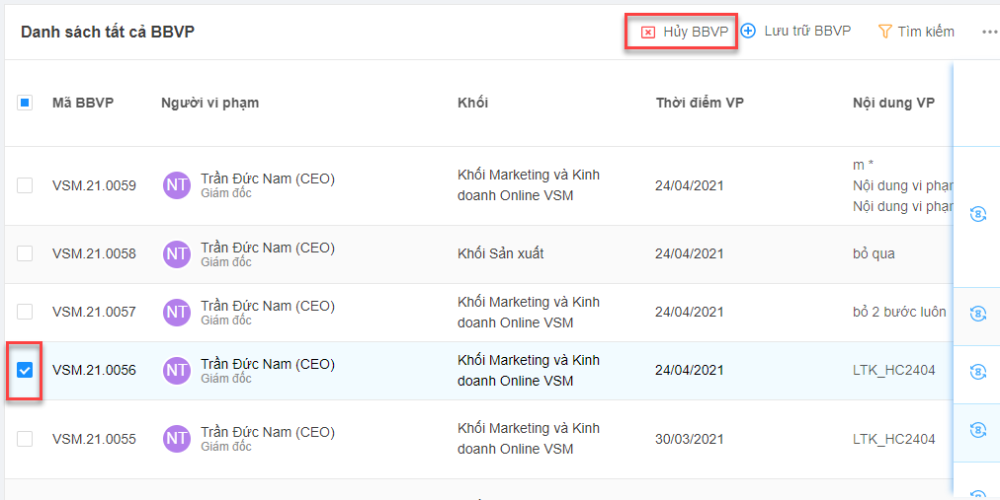 Danh sách tất cả BBVP
Hủy BBVP
Lưu trữ BBVP
Tìm kiếm
Mã BBVP
Người vi phạm
Khối
Thời điểm VP
Nội dung VP
VSM.21.0059
NT
Trần Đức Nam (CEO)
Giám đốc
Khối Marketing và Kinh
doanh Online VSM
24/04/2021
m *
Nội dung vi phạm
Nội dung vi phạm
VSM.21.0058
NT
Trần Đức Nam (CEO)
Giám đốc
Khối Sản xuất
24/04/2021
bỏ qua
VSM.21.0057
NT
Trần Đức Nam (CEO)
Giám đốc
Khối Marketing và Kinh
doanh Online VSM
24/04/2021
bỏ 2 bước luôn
VSM.21.0056
NT
Trần Đức Nam (CEO)
Giám đốc
Khối Marketing và Kinh
doanh Online VSM
24/04/2021
LTK_HC2404
VSM.21.0055
NT
Trần Đức Nam (CEO)
Giám đốc
Khối Marketing và Kinh
doanh Online VSM
30/03/2021
LTK_HC2404